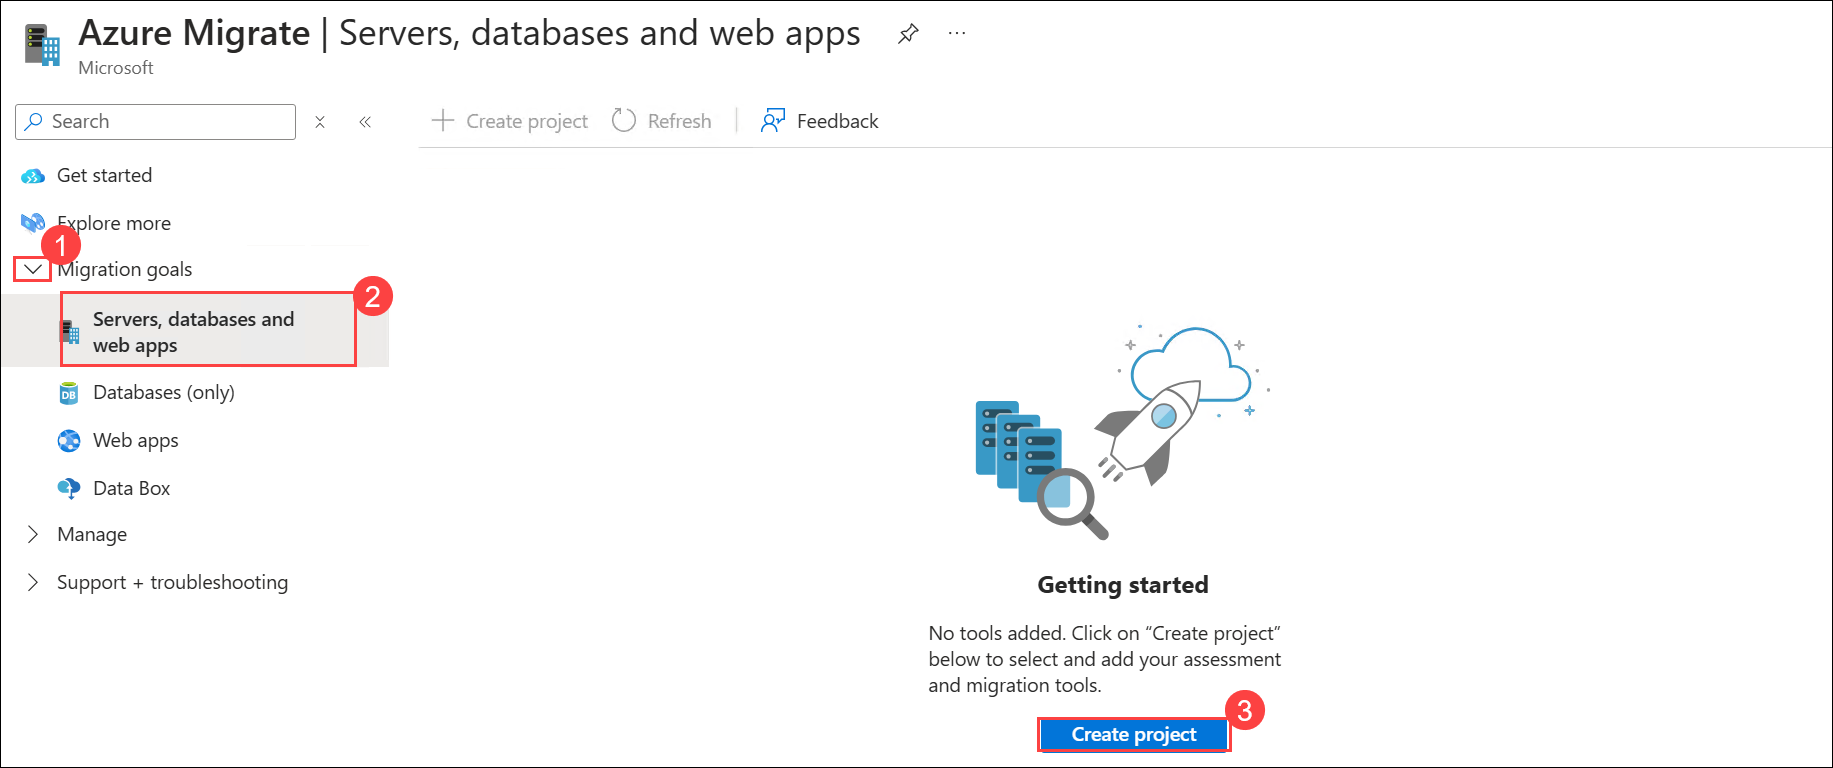 Azure Migrate | Servers, databases and web apps
...
Microsoft
Search
Create project
Refresh
Feedback
Get started
Explore more
1
Migration goals
2
Servers, databases and
web apps
DB
Databases (only)
Web apps
Data Box
Manage
Support + troubleshooting
Getting started
No tools added. Click on “Create project”
below to select and add your assessment
and migration tools.
3
Create project